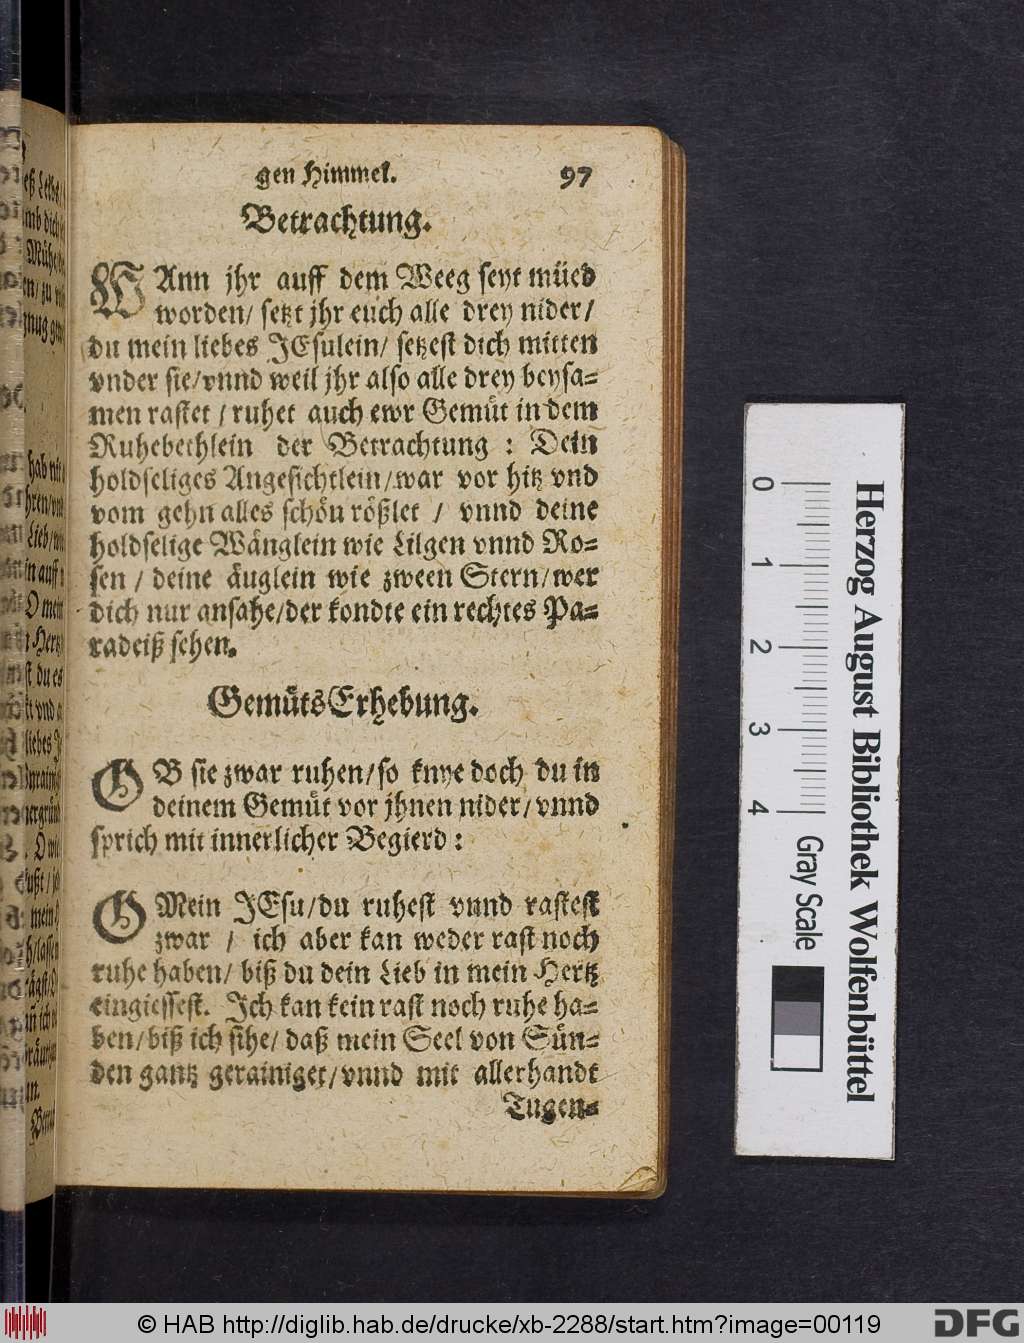 gen Himmel. 97
Betrachtung.
WAnn jhr auff dem Weeg seyt müed
worden/ setzt jhr euch alle drey nider/
du mein liebes JEsulein/ setzest dich mitten
vnder sie/vnnd weil jhr also alle drey beysa=
men rastet / ruhet auch ewr Gemüt in dem
Ruhebethlein der Betrachtung : Dein
holdseliges Angesichtlein/war vor hitz vnd
vom gehn alles schön rößlet / vnnd deine
holdselige Wänglein wie Lilgen vnnd Ro=
sen / deine äuglein wie zween Stern/wer
dich nur ansahe/der kondte ein rechtes Pa=
radeiß sehen.
GemütsErhebung.
OB sie zwar ruhen/so knye doch du in
deinem Gemüt vor jhnen nider/vnnd
sprich mit innerlicher Begierd :
O Mein JEsu/du ruhest vnnd rastest
zwar / ich aber kan weder rast noch
ruhe haben/ biß du dein Lieb in mein Hertz
eingiessest. Ich kan kein rast noch ruhe ha=
ben/biß ich sihe/ daß mein Seel von Sün=
den gantz gerainiget/vnnd mit allerhandt
Tugen=
0 1 2 3 4
Gray Scale
Herzog August Bibliothek Wolfenbüttel
© HAB http://diglib.hab.de/drucke/xb-2288/start.htm?image=00119
DFG